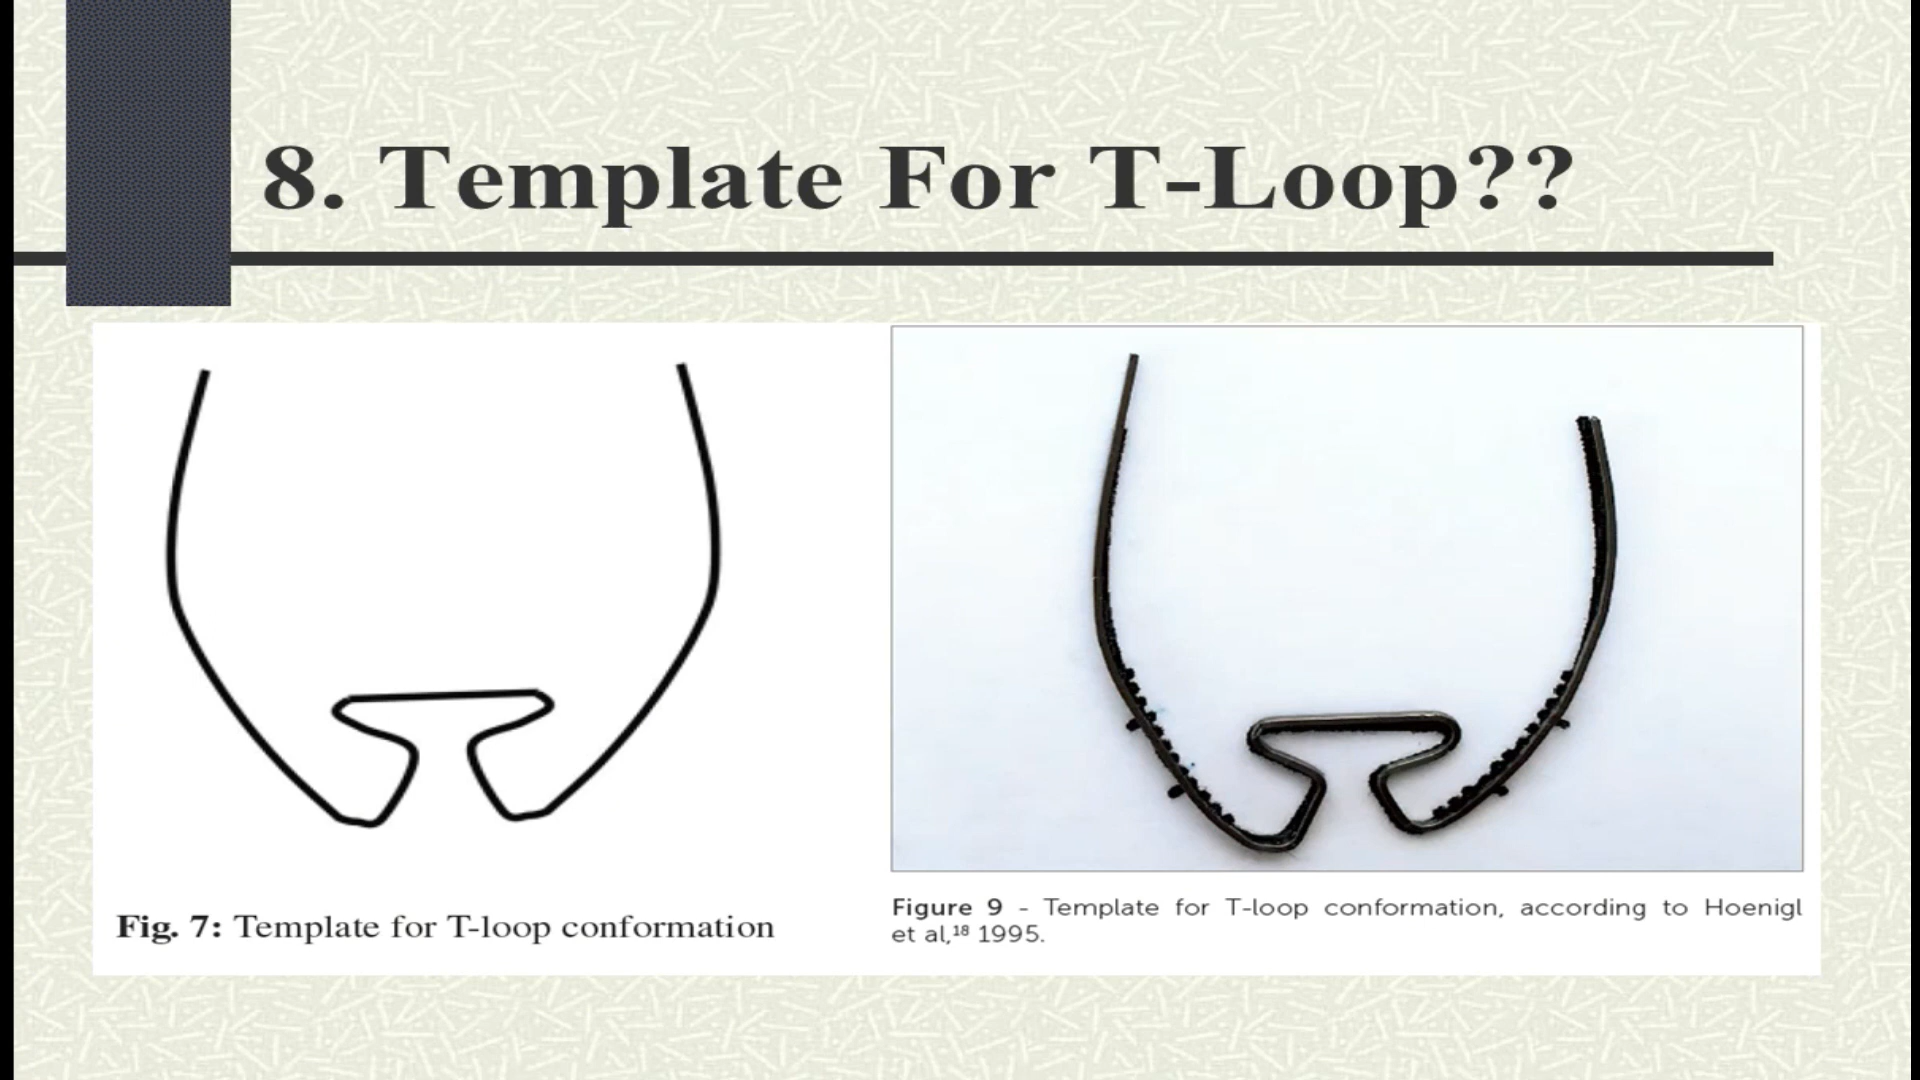 8. Template For T-Loop??
Fig. 7: Template for T-loop conformation
Figure 9 - Template for T-loop conformation, according to Hoenigl
et al,¹⁸ 1995.